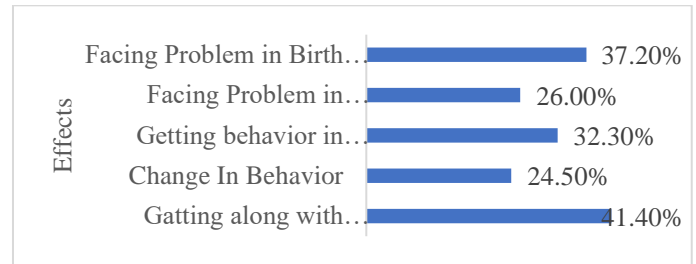 Effects
Facing Problem in Birth… 37.20%
Facing Problem in… 26.00%
Getting behavior in… 32.30%
Change In Behavior 24.50%
Gatting along with… 41.40%